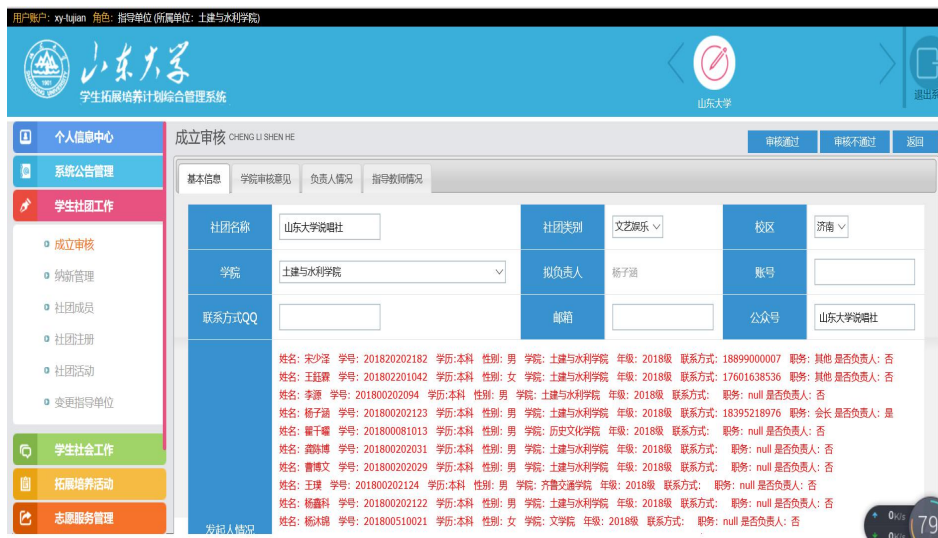 用户账户: xy-tujian 角色: 指导单位 (所属单位: 土建与水利学院)
山东大学
学生拓展培养计划综合管理系统
山东大学
退出系
个人信息中心
系统公告管理
学生社团工作
成立审核
纳新管理
社团成员
社团注册
社团活动
变更指导单位
学生社会工作
拓展培养活动
志愿服务管理
成立审核 CHENG LI SHEN HE
审核通过 审核不通过 返回
基本信息 学院审核意见 负责人情况 指导教师情况
社团名称 山东大学说唱社 社团类别 文艺娱乐 校区 济南
学院 土建与水利学院 拟负责人 杨子涵 账号
联系方式QQ 邮箱 公众号 山东大学说唱社
发起人情况
姓名: 宋少泽 学号: 201820202182 学历:本科 性别: 男 学院: 土建与水利学院 年级: 2018级 联系方式: 18899000007 职务: 其他 是否负责人: 否
姓名: 王鈺霖 学号: 201802201042 学历:本科 性别: 女 学院: 土建与水利学院 年级: 2018级 联系方式: 17601638536 职务: 其他 是否负责人: 否
姓名: 李源 学号: 201800202094 学历:本科 性别: 男 学院: 土建与水利学院 年级: 2018级 联系方式: 职务: null 是否负责人: 否
姓名: 杨子涵 学号: 201800202123 学历:本科 性别: 男 学院: 土建与水利学院 年级: 2018级 联系方式: 18395218976 职务: 会长 是否负责人: 是
姓名: 翟千曜 学号: 201800081013 学历:本科 性别: 男 学院: 历史文化学院 年级: 2018级 联系方式: 职务: null 是否负责人: 否
姓名: 龚陈博 学号: 201800202031 学历:本科 性别: 男 学院: 土建与水利学院 年级: 2018级 联系方式: 职务: null 是否负责人: 否
姓名: 曹博文 学号: 201800202029 学历:本科 性别: 男 学院: 土建与水利学院 年级: 2018级 联系方式: 职务: null 是否负责人: 否
姓名: 王璞 学号: 201800202124 学历:本科 性别: 男 学院: 齐鲁交通学院 年级: 2018级 联系方式: 职务: null 是否负责人: 否
姓名: 杨鑫科 学号: 201800202122 学历:本科 性别: 男 学院: 土建与水利学院 年级: 2018级 联系方式: 职务: null 是否负责人: 否
姓名: 杨沐锦 学号: 201800510021 学历:本科 性别: 女 学院: 文学院 年级: 2018级 联系方式: 职务: null 是否负责人: 否
0K/s
79